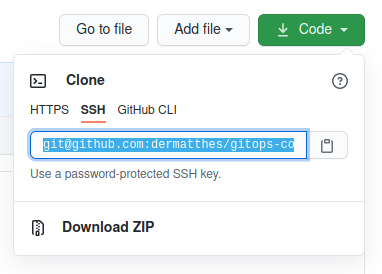 Go to file Add file Code
Clone
HTTPS SSH GitHub CLI
git@github.com:dermatthes/gitops-co
Use a password-protected SSH key.
Download ZIP